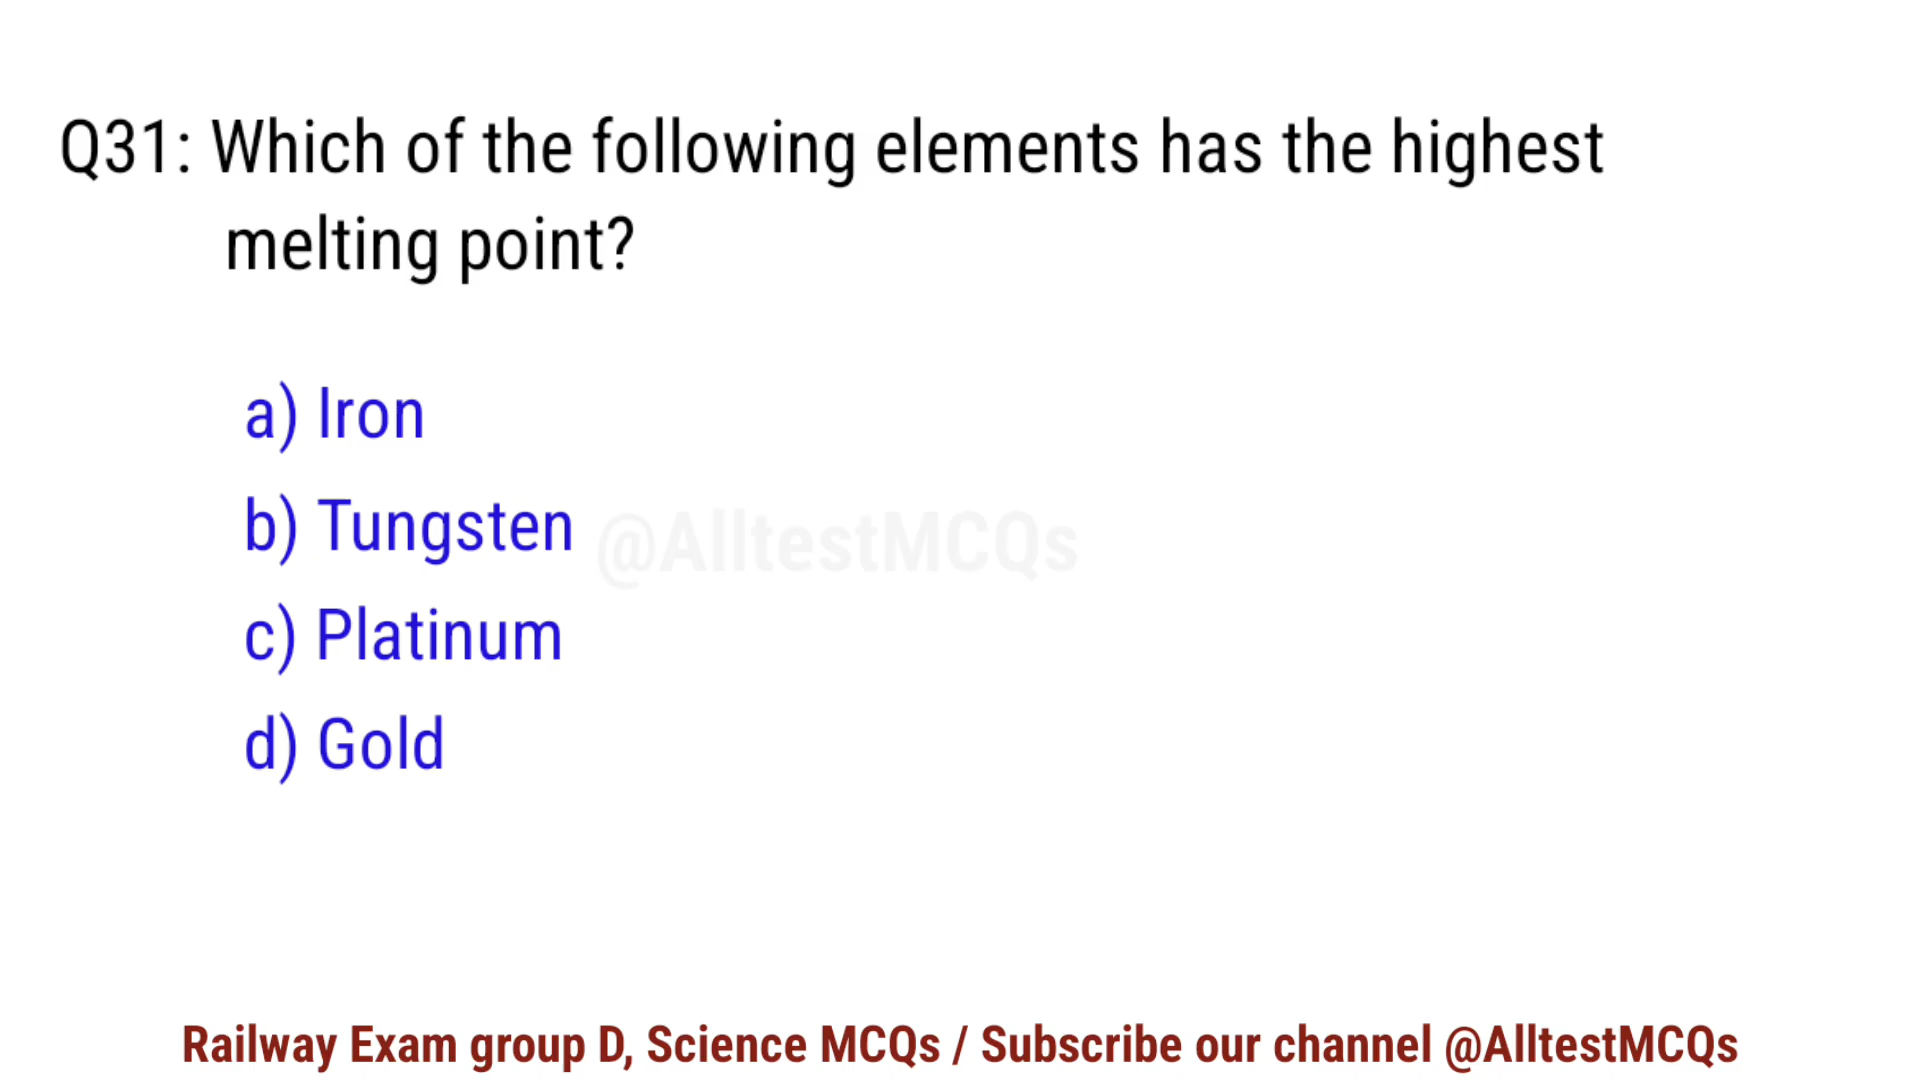 Q31: Which of the following elements has the highest
melting point?
a) Iron
b) Tungsten
@AlltestMCQs
c) Platinum
d) Gold
Railway Exam group D, Science MCQs / Subscribe our channel @AlltestMCQs